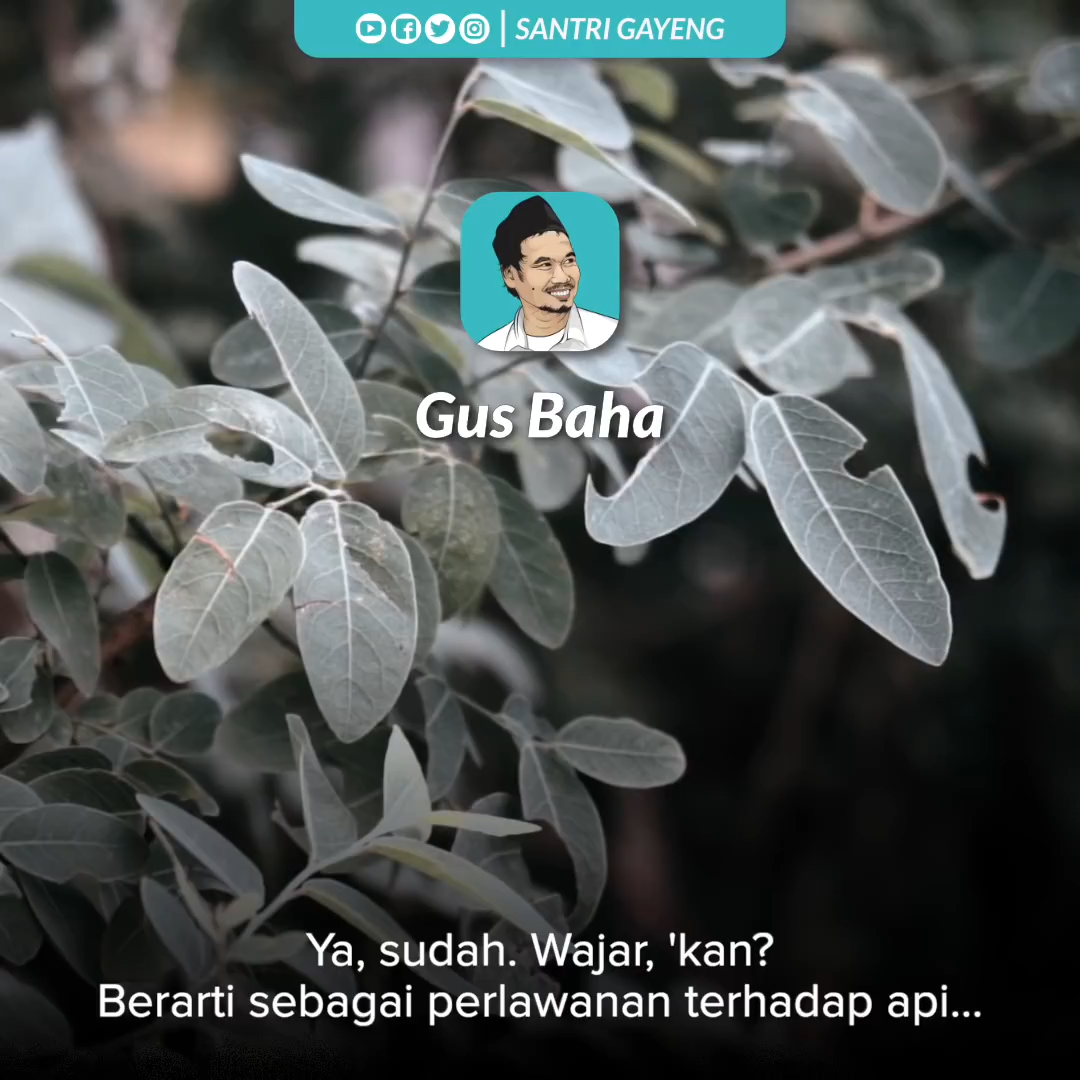 | SANTRI GAYENG
Gus Baha
Ya, sudah. Wajar, 'kan?
Berarti sebagai perlawanan terhadap api...